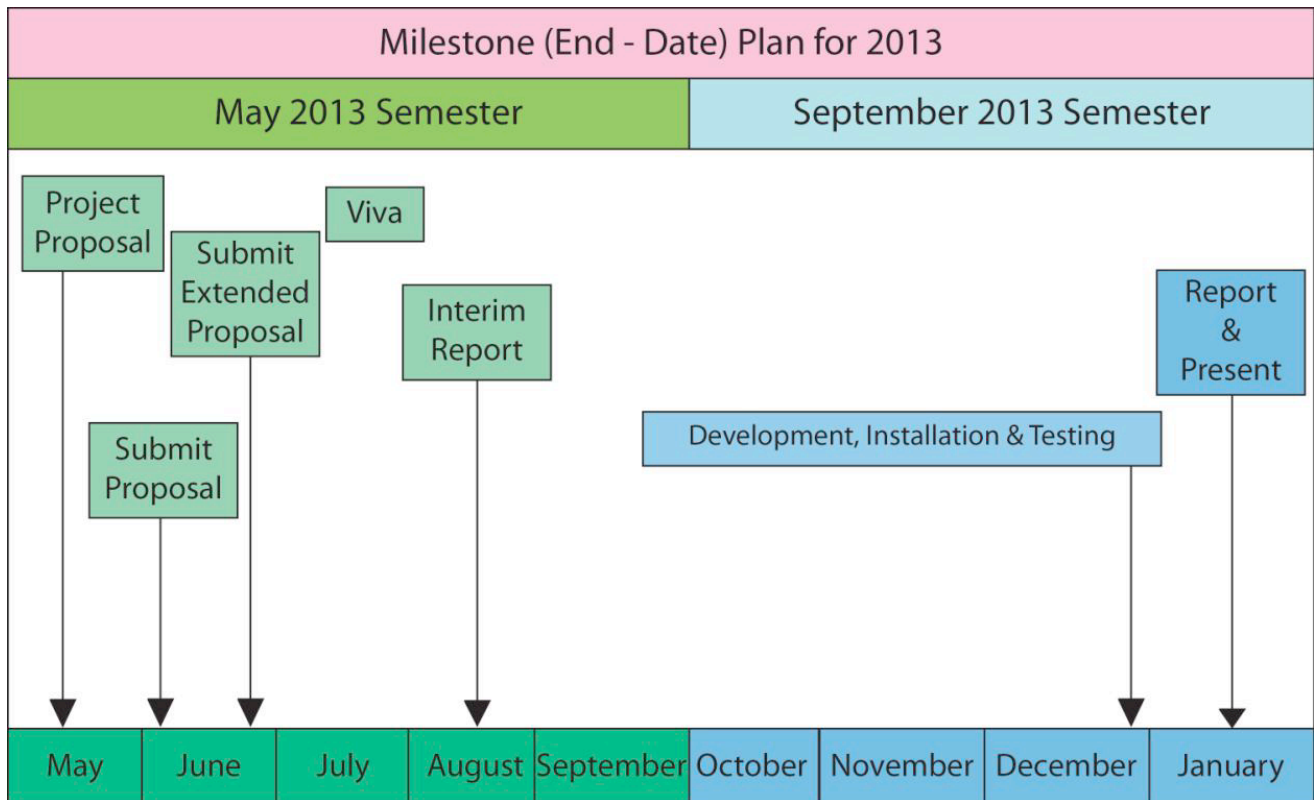 Milestone (End - Date) Plan for 2013
May 2013 Semester
September 2013 Semester
Project
Proposal
Submit
Extended
Proposal
Viva
Interim
Report
Report
&
Present
Submit
Proposal
Development, Installation & Testing
May
June
July
August
September
October
November
December
January